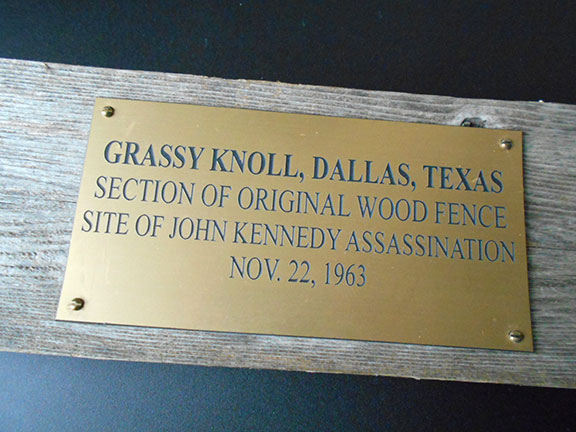 GRASSY KNOLL, DALLAS, TEXAS
SECTION OF ORIGINAL WOOD FENCE
SITE OF JOHN KENNEDY ASSASSINATION
NOV. 22, 1963